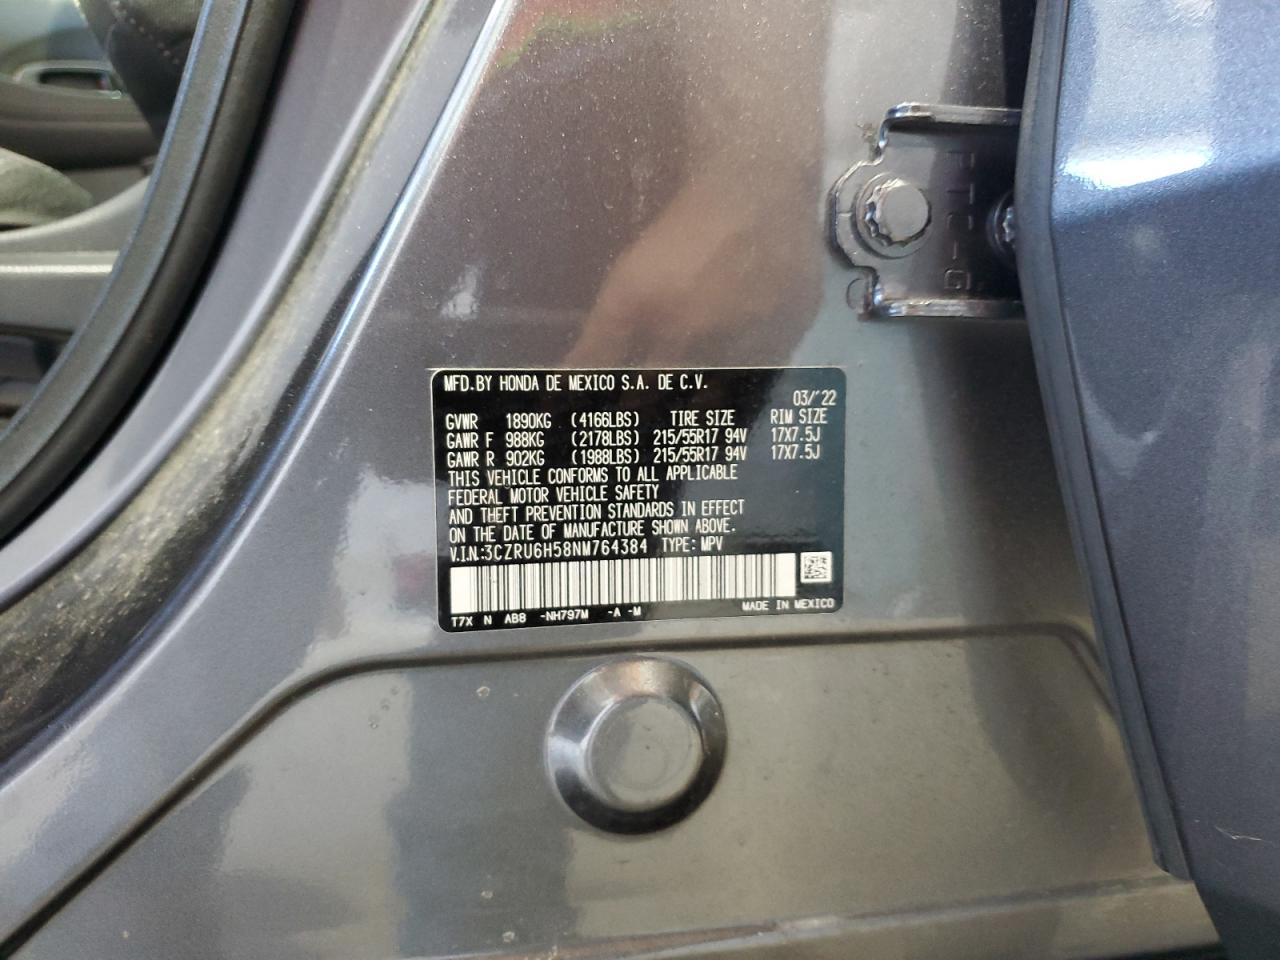 PTC-G
MFD.BY HONDA DE MEXICO S.A. DE C.V.
03/'22
GVWR 1890KG (4166LBS) TIRE SIZE RIM SIZE
GAWR F 988KG (2178LBS) 215/55R17 94V 17X7.5J
GAWR R 902KG (1988LBS) 215/55R17 94V 17X7.5J
THIS VEHICLE CONFORMS TO ALL APPLICABLE
FEDERAL MOTOR VEHICLE SAFETY
AND THEFT PREVENTION STANDARDS IN EFFECT
ON THE DATE OF MANUFACTURE SHOWN ABOVE.
V.I.N:3CZRU6H58NM764384 TYPE: MPV
T7X N AB8 -NH797M -A -M MADE IN MEXICO